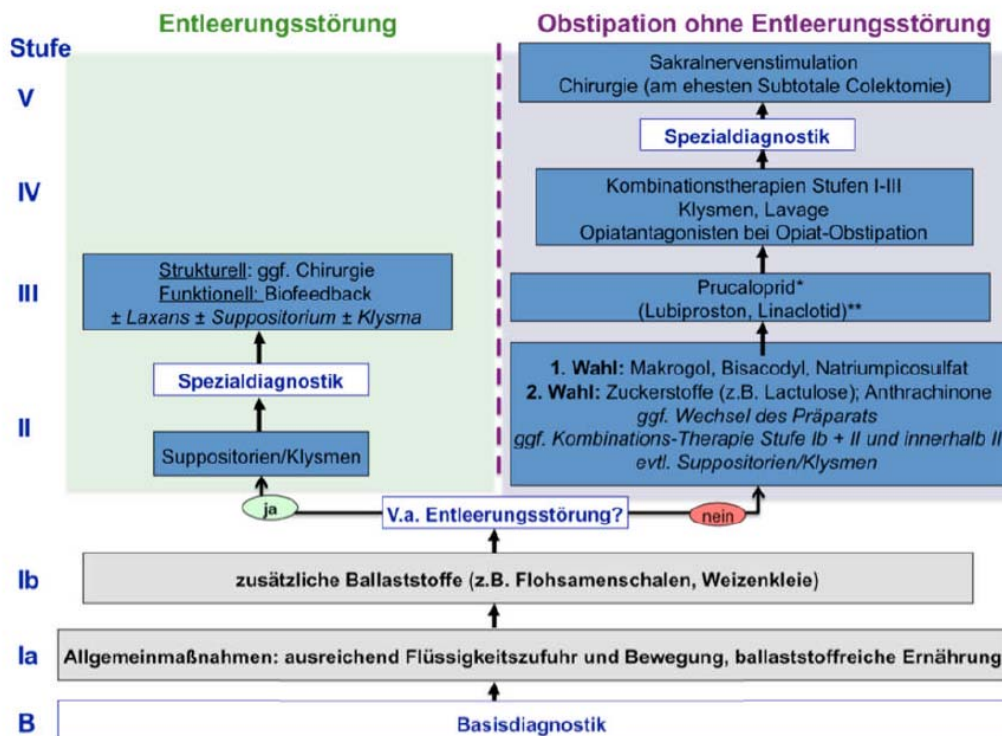 Entleerungsstörung
Obstipation ohne Entleerungsstörung
Stufe
V
Sakralnervenstimulation
Chirurgie (am ehesten Subtotale Colektomie)
Spezialdiagnostik
IV
Kombinationstherapien Stufen I-III
Klysmen, Lavage
Opiatantagonisten bei Opiat-Obstipation
III
Strukturell: ggf. Chirurgie
Funktionell: Biofeedback
± Laxans ± Suppositorium ± Klysma
Prucaloprid*
(Lubiproston, Linaclotid)**
Spezialdiagnostik
II
Suppositorien/Klysmen
1. Wahl: Makrogol, Bisacodyl, Natriumpicosulfat
2. Wahl: Zuckerstoffe (z.B. Lactulose); Anthrachinone
ggf. Wechsel des Präparats
ggf. Kombinations-Therapie Stufe Ib + II und innerhalb II
evtl. Suppositorien/Klysmen
ja
V.a. Entleerungsstörung?
nein
Ib
zusätzliche Ballaststoffe (z.B. Flohsamenschalen, Weizenkleie)
Ia
Allgemeinmaßnahmen: ausreichend Flüssigkeitszufuhr und Bewegung, ballaststoffreiche Ernährung
B
Basisdiagnostik